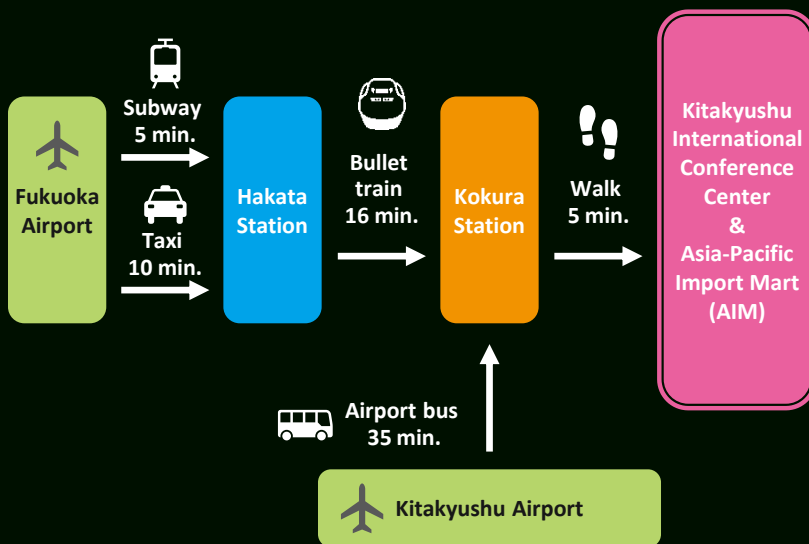 Fukuoka
Airport
Subway
5 min.
Taxi
10 min.
Hakata
Station
Bullet
train
16 min.
Kokura
Station
Walk
5 min.
Kitakyushu
International
Conference
Center
&
Asia-Pacific
Import Mart
(AIM)
Airport bus
35 min.
Kitakyushu Airport